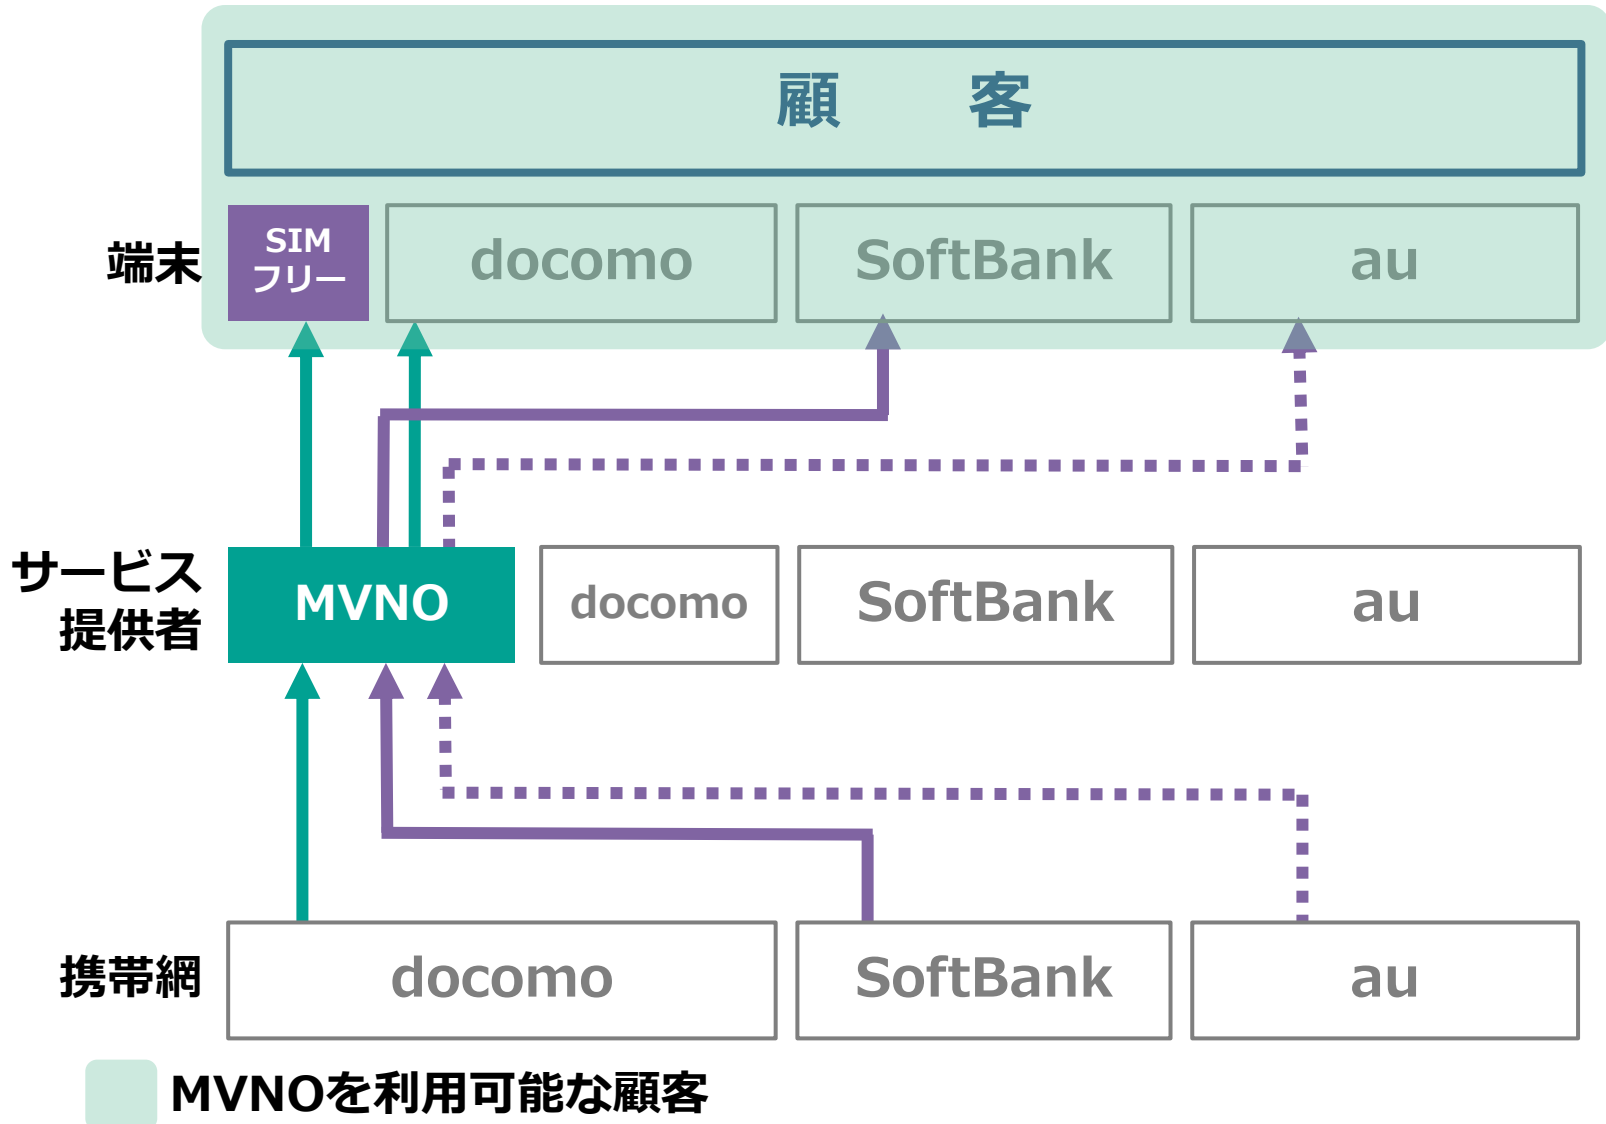 顧 客
端末
SIM
フリー
docomo
SoftBank
au
サービス
提供者
MVNO
docomo
SoftBank
au
携帯網
docomo
SoftBank
au
MVNOを利用可能な顧客